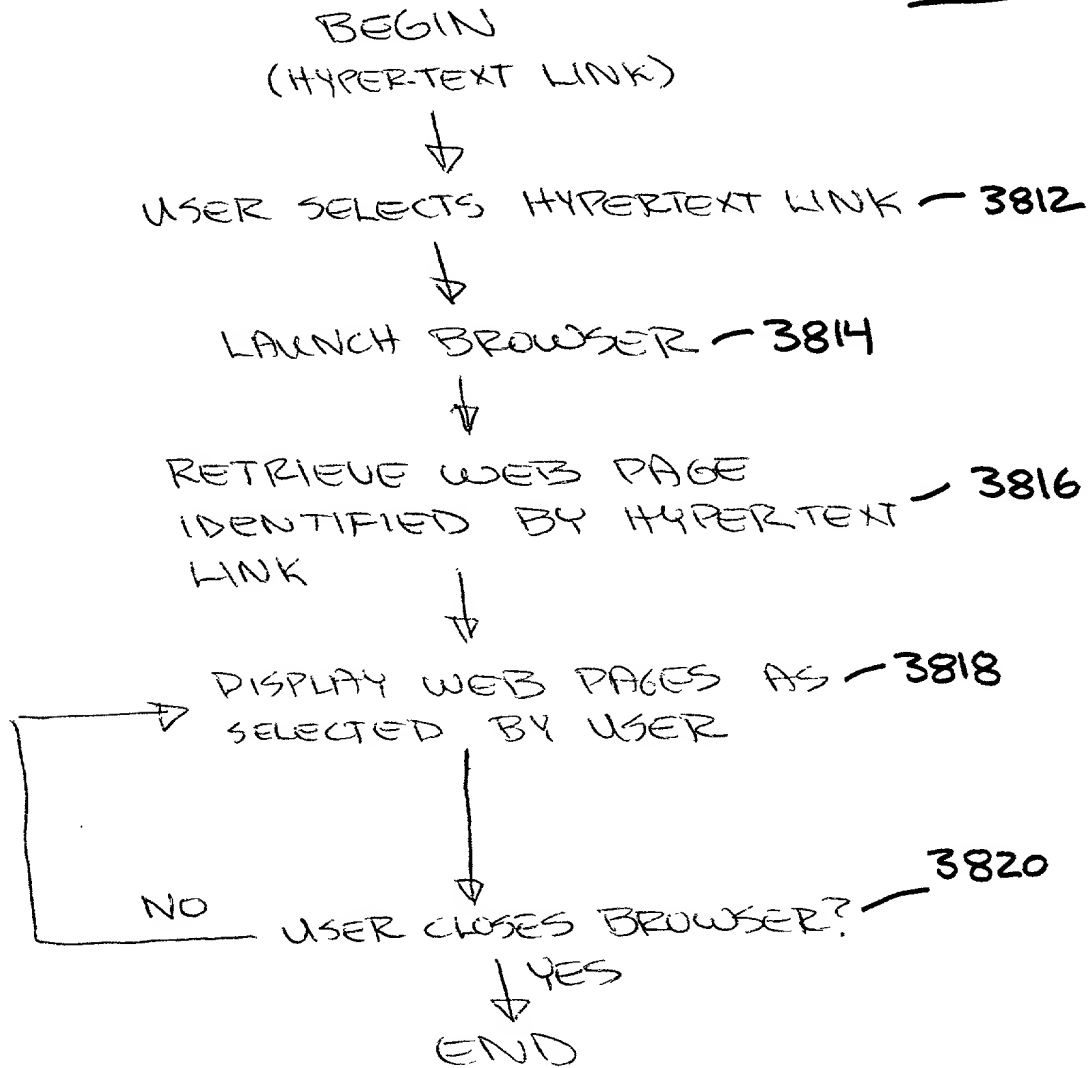 BEGIN
(HYPER-TEXT LINK)
USER SELECTS HYPERTEXT LINK 3812
LAUNCH BROWSER 3814
RETRIEVE WEB PAGE
IDENTIFIED BY HYPERTEXT 3816
LINK
DISPLAY WEB PAGES AS 3818
SELECTED BY USER
3820
NO
USER CLOSES BROWSER?
YES
END